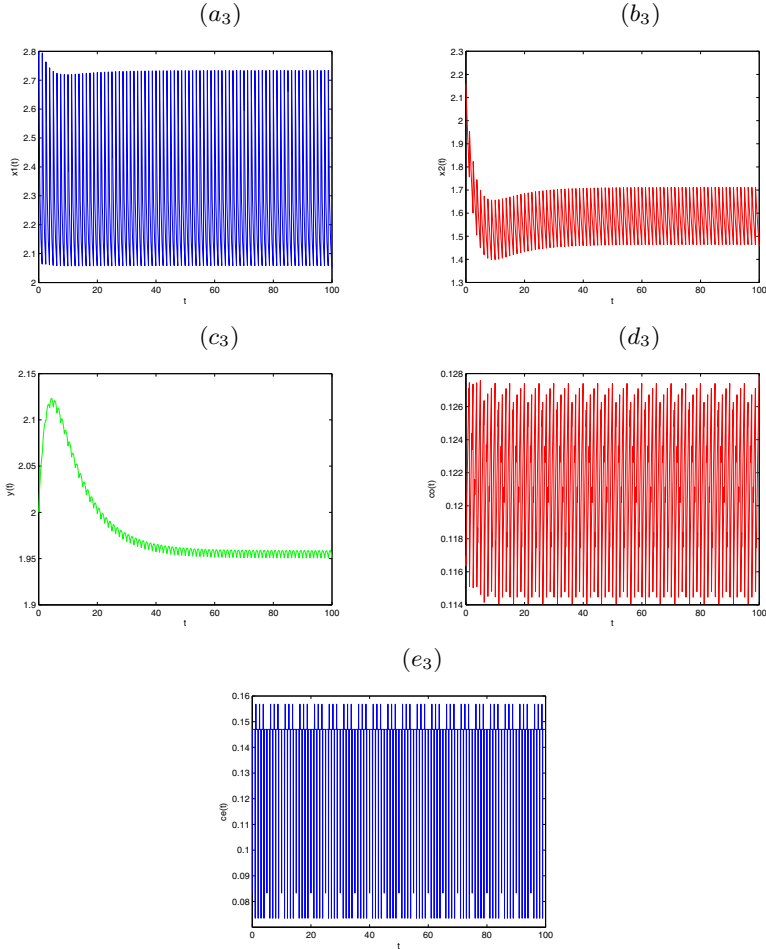 (a₃)
(b₃)
2.8
2.7
2.6
2.5
2.4
2.3
2.2
2.1
2
x1(t)
0 20 40 60 80 100
t
2.3
2.2
2.1
2
1.9
1.8
1.7
1.6
1.5
1.4
1.3
x2(t)
0 20 40 60 80 100
t
(c₃)
(d₃)
2.15
2.1
2.05
2
1.95
1.9
y(t)
0 20 40 60 80 100
t
0.128
0.126
0.124
0.122
0.120
0.118
0.1116
0.114
co(t)
0 20 40 60 80 100
t
(e₃)
0.16
0.15
0.14
0.13
0.12
0.11
0.1
0.09
0.08
ce(t)
0 20 40 60 80 100
t